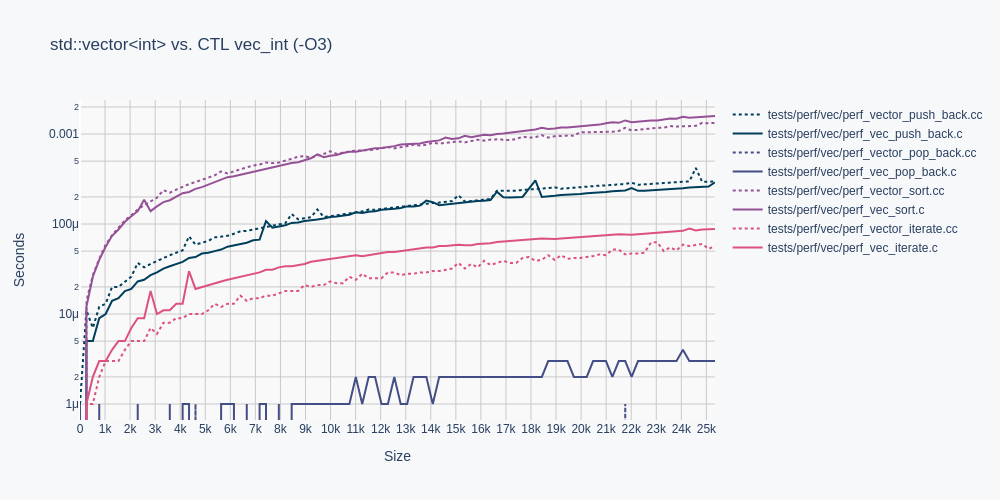 std::vector<int> vs. CTL vec_int (-O3)
2
0.001
5
2
100μ
5
2
10μ
5
2
1μ
Seconds
0 1k 2k 3k 4k 5k 6k 7k 8k 9k 10k 11k 12k 13k 14k 15k 16k 17k 18k 19k 20k 21k 22k 23k 24k 25k
Size
tests/perf/vec/perf_vector_push_back.cc
tests/perf/vec/perf_vec_push_back.c
tests/perf/vec/perf_vector_pop_back.cc
tests/perf/vec/perf_vec_pop_back.c
tests/perf/vec/perf_vector_sort.cc
tests/perf/vec/perf_vec_sort.c
tests/perf/vec/perf_vector_iterate.cc
tests/perf/vec/perf_vec_iterate.c